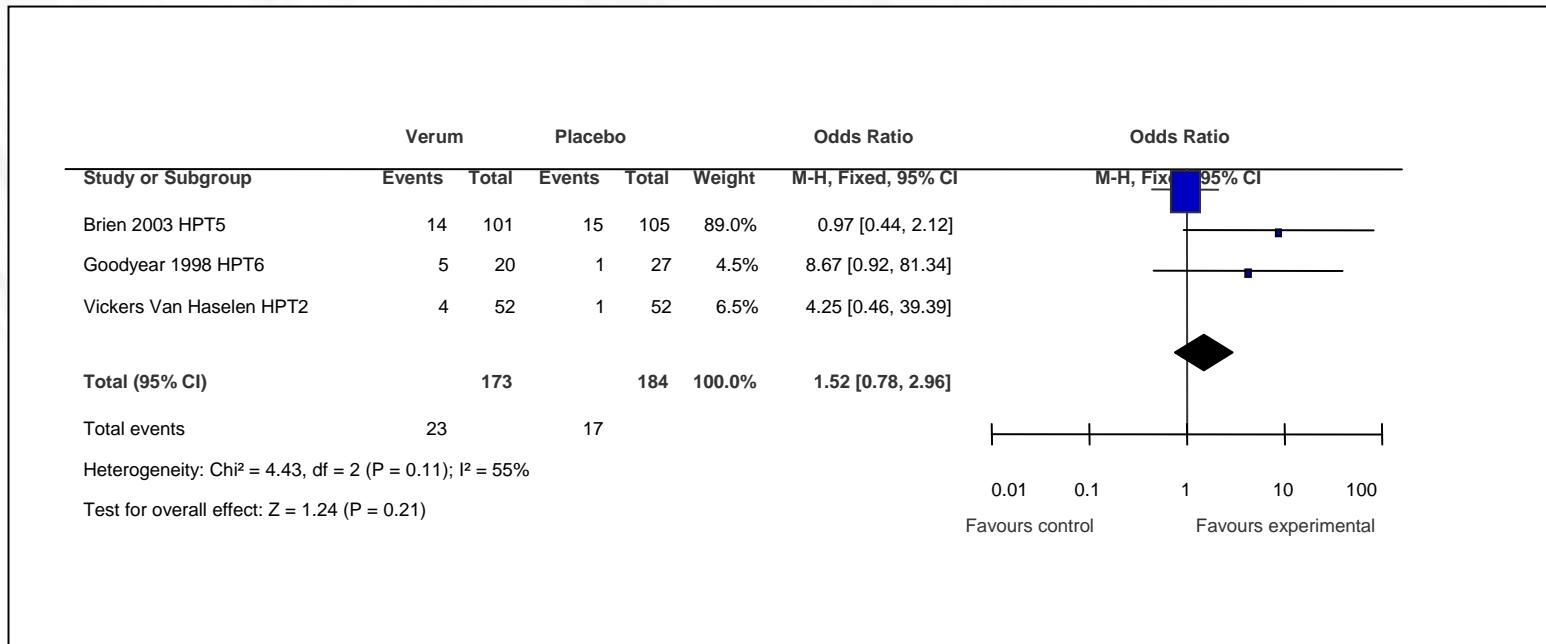 Verum Placebo Odds Ratio Odds Ratio
Study or Subgroup Events Total Events Total Weight M-H, Fixed, 95% CI M-H, Fixed, 95% CI
Brien 2003 HPT5 14 101 15 105 89.0% 0.97 [0.44, 2.12]
Goodyear 1998 HPT6 5 20 1 27 4.5% 8.67 [0.92, 81.34]
Vickers Van Haselen HPT2 4 52 1 52 6.5% 4.25 [0.46, 39.39]
Total (95% CI) 173 184 100.0% 1.52 [0.78, 2.96]
Total events 23 17
Heterogeneity: Chi² = 4.43, df = 2 (P = 0.11); I² = 55%
Test for overall effect: Z = 1.24 (P = 0.21)
0.01 0.1 1 10 100
Favours control Favours experimental